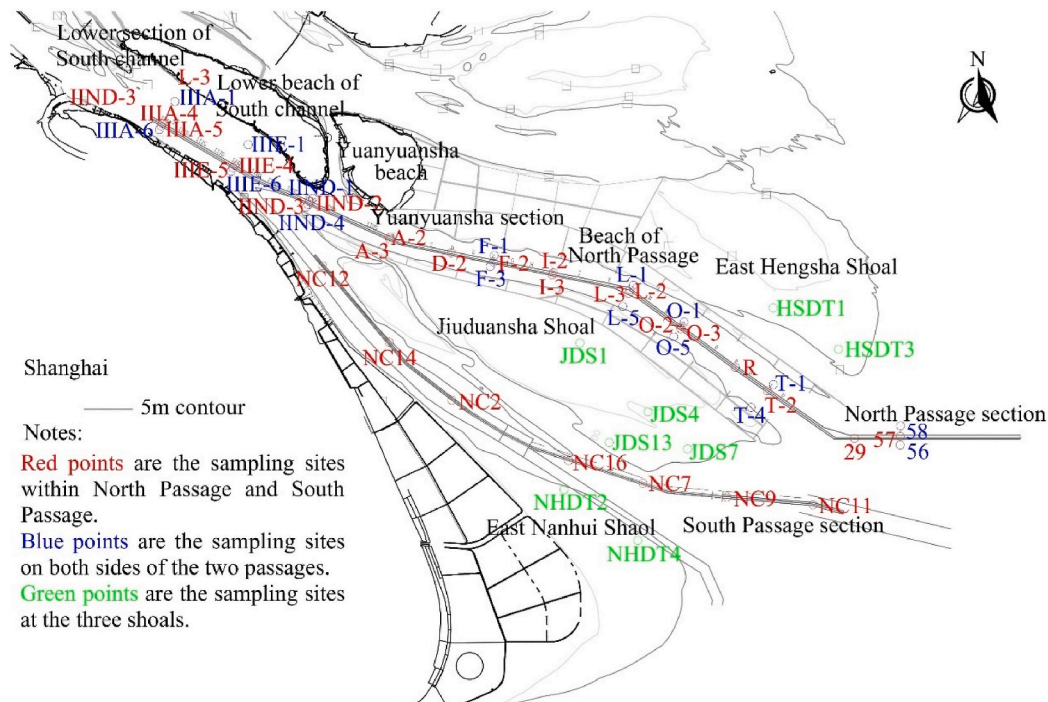 Lower section of
South channel
L-3
Lower beach of
South channel
IIND-3
IIIA-1
IIIA-4
IIIA-5
IIIA-6
IIIE-1
Yuanyuansha
beach
IIIE-5
IIIE-4
IIIE-6
IIND-1
IIND-3
IIND-2
IIND-4
N
Yuanyuansha section
A-2
A-3
D-2
F-1
F-2
F-3
I-2
I-3
Beach of
North Passage
L-1
L-2
L-3
L-5
East Hengsha Shoal
HSDT1
HSDT3
O-1
O-2
O-3
O-5
NC12
Jiuduansha Shoal
JDS1
NC14
R
T-1
T-2
T-4
Shanghai
NC2
JDS4
JDS13
JDS7
North Passage section
58
57
29
56
5m contour
NC16
NC7
NC9
NC11
NHDT2
East Nanhui Shaol
South Passage section
NHDT4
Notes:
Red points are the sampling sites
within North Passage and South
Passage.
Blue points are the sampling sites
on both sides of the two passages.
Green points are the sampling sites
at the three shoals.